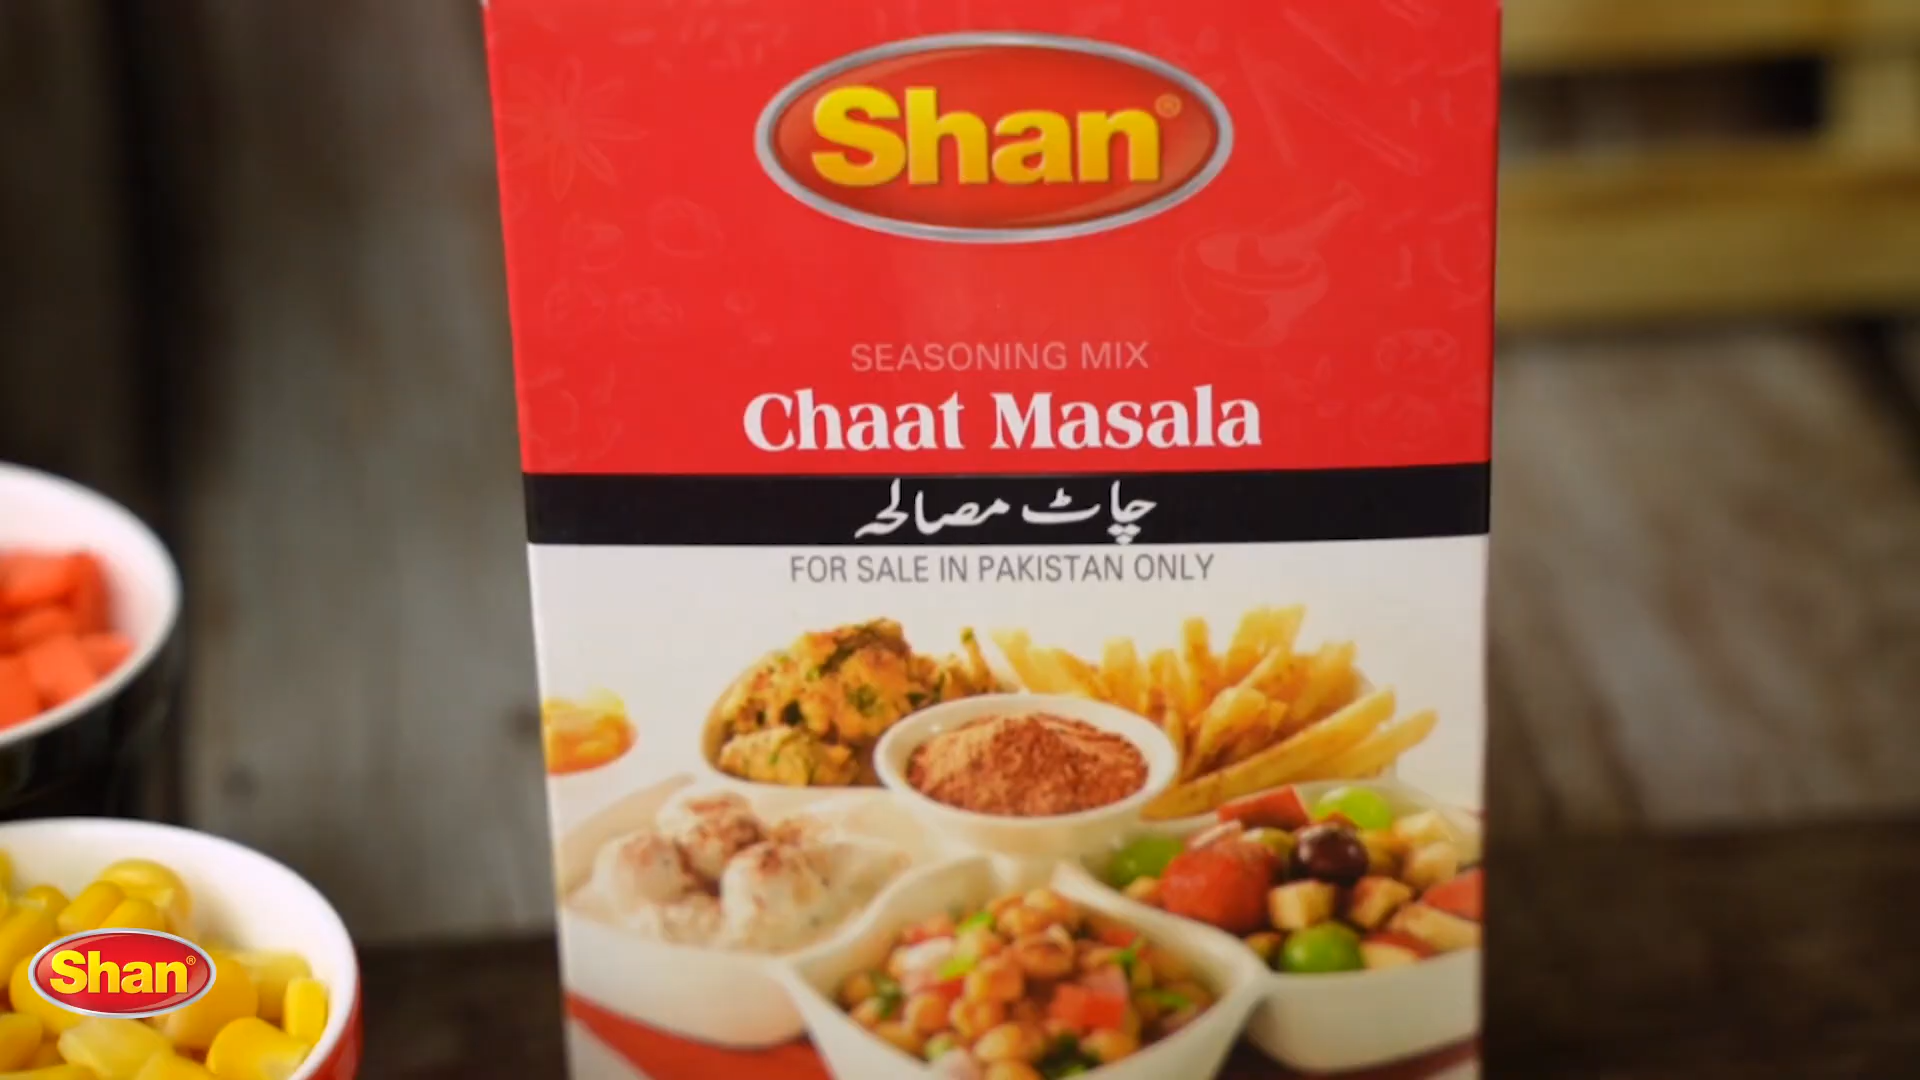 Shan®
SEASONING MIX
Chaat Masala
چاٹ مصالحہ
FOR SALE IN PAKISTAN ONLY
Shan®